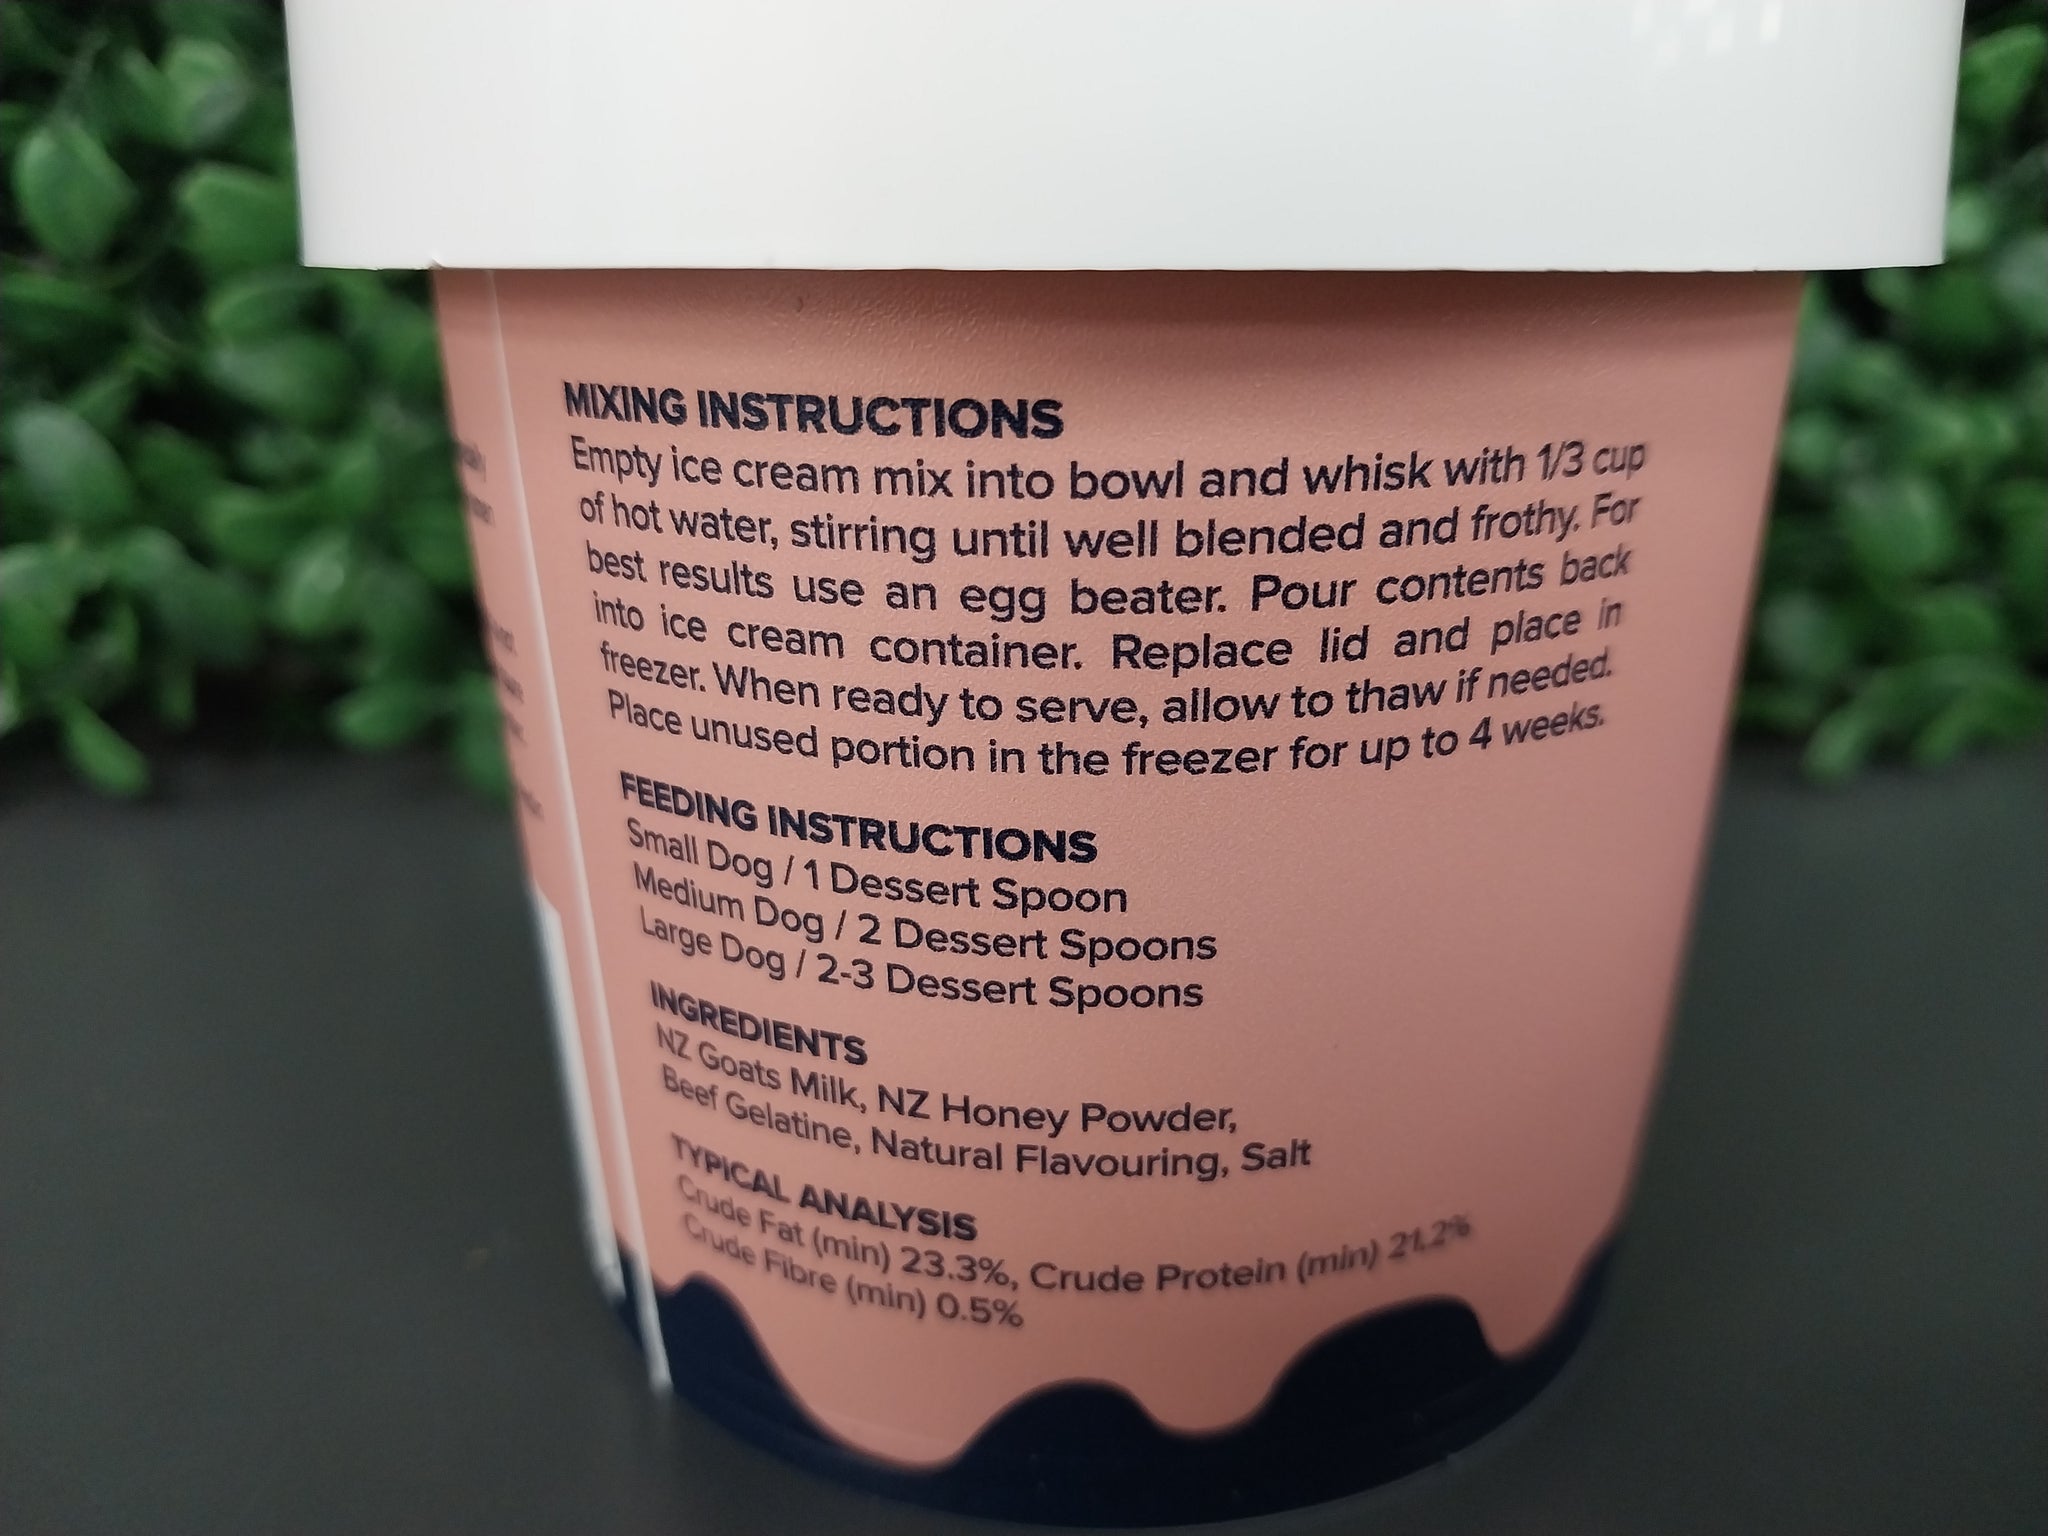 MIXING INSTRUCTIONS
Empty ice cream mix into bowl and whisk with 1/3 cup
of hot water, stirring until well blended and frothy. For
best results use an egg beater. Pour contents back
into ice cream container. Replace lid and place in
freezer. When ready to serve, allow to thaw if needed.
Place unused portion in the freezer for up to 4 weeks.
FEEDING INSTRUCTIONS
Small Dog / 1 Dessert Spoon
Medium Dog / 2 Dessert Spoons
Large Dog / 2-3 Dessert Spoons
INGREDIENTS
NZ Goats Milk, NZ Honey Powder,
Beef Gelatine, Natural Flavouring, Salt
TYPICAL ANALYSIS
Crude Fat (min) 23.3%, Crude Protein (min) 21.2%
Crude Fibre (min) 0.5%